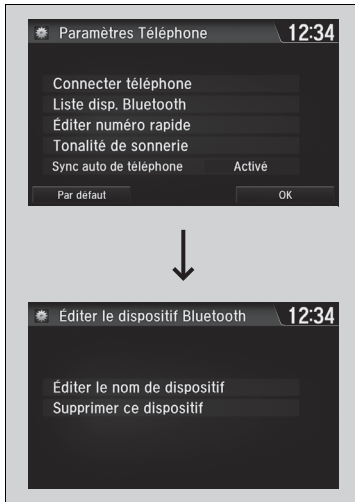 Paramètres Téléphone 12:34
Connecter téléphone
Liste disp. Bluetooth
Éditer numéro rapide
Tonalité de sonnerie
Sync auto de téléphone Activé
Par défaut OK
Éditer le dispositif Bluetooth 12:34
Éditer le nom de dispositif
Supprimer ce dispositif